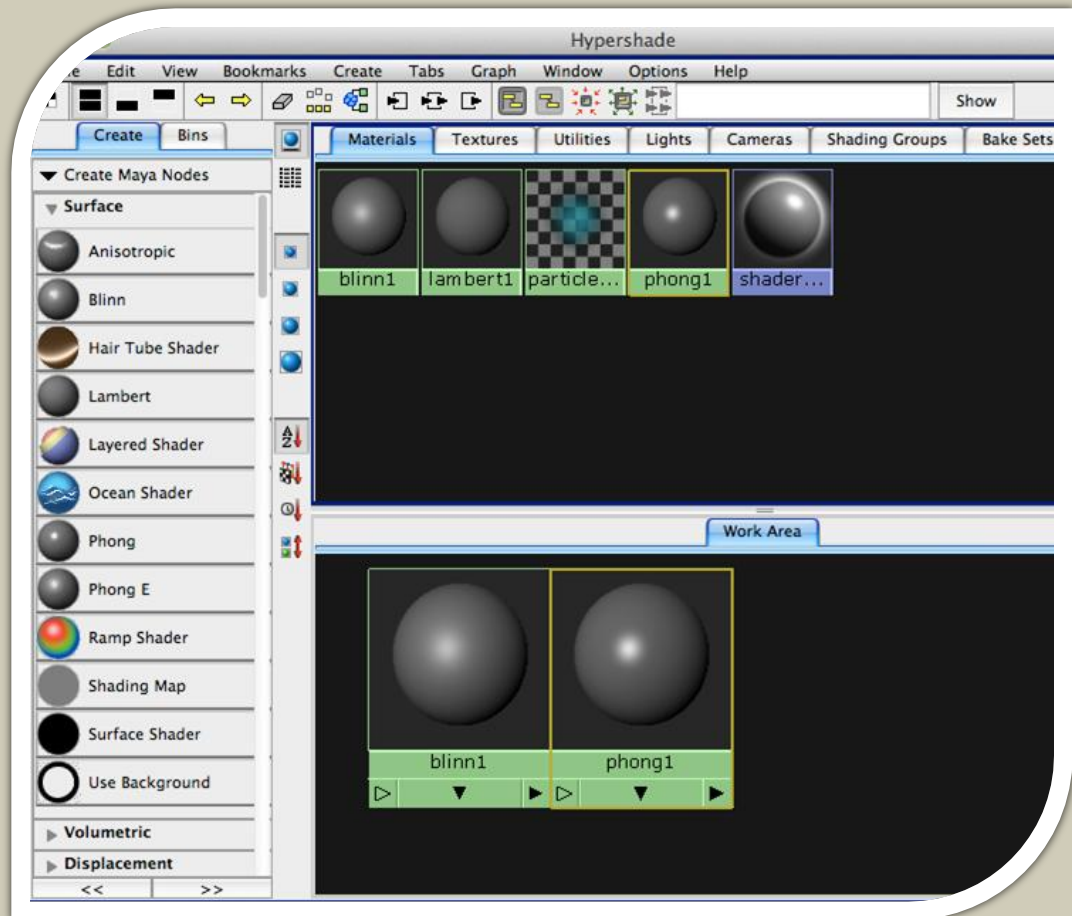 Hypershade
Edit View Bookmarks Create Tabs Graph Window Options Help
Show
Create Bins
Materials Textures Utilities Lights Cameras Shading Groups Bake Sets
Create Maya Nodes
Surface
Anisotropic
Blinn
Hair Tube Shader
Lambert
Layered Shader
Ocean Shader
Phong
Phong E
Ramp Shader
Shading Map
Surface Shader
Use Background
Volumetric
Displacement
<< >>
A
Z
blinn1 lambert1 particle... phong1 shader...
Work Area
blinn1 phong1